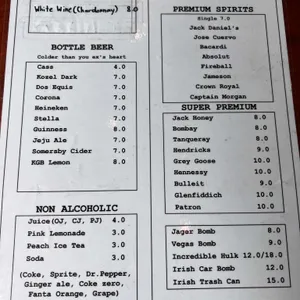 White Wine(Chardonnay) 8.0
BOTTLE BEER
Colder than you ex's heart
Cass 4.0
Kozel Dark 7.0
Dos Equis 7.0
Corona 7.0
Heineken 7.0
Stella 7.0
Guinness 8.0
Jeju Ale 7.0
Somersby Cider 7.0
KGB Lemon 8.0
NON ALCOHOLIC
Juice(OJ, CJ, PJ) 4.0
Pink Lemonade 3.0
Peach Ice Tea 3.0
Soda 3.0
(Coke, Sprite, Dr.Pepper,
Ginger ale, Coke zero,
Fanta Orange, Grape)
PREMIUM SPIRITS
Single 7.0
Jack Danial's
Jose Cuervo
Bacardi
Absolut
Fireball
Jameson
Crown Royal
Captain Morgan
SUPER PREMIUM
Jack Honey 8.0
Bombay 8.0
Tanqueray 8.0
Hendricks 9.0
Grey Goose 10.0
Hennessy 10.0
Bulleit 9.0
Glenfiddich 10.0
Patron 10.0
Jager Bomb 8.0
Vegas Bomb 9.0
Incredible Hulk 12.0/18.0
Irish Car Bomb 12.0
Irish Trash Can 15.0